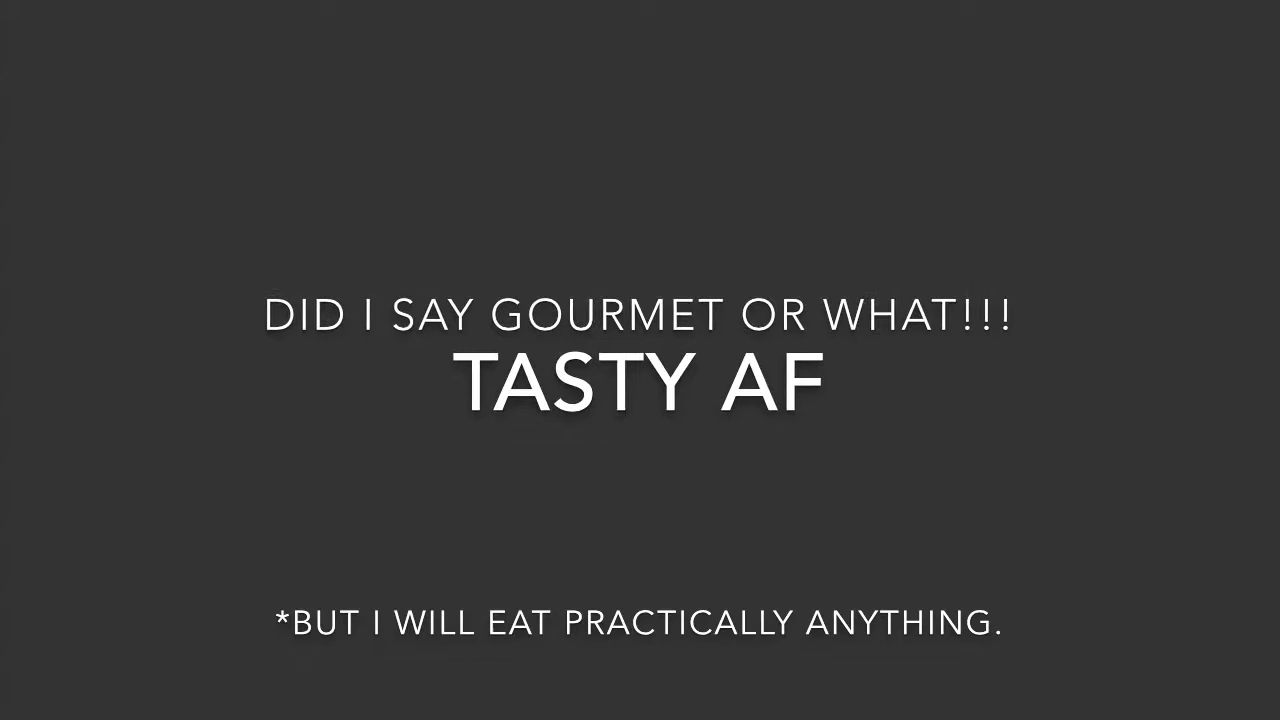 DID I SAY GOURMET OR WHAT!!!
TASTY AF
*BUT I WILL EAT PRACTICALLY ANYTHING.